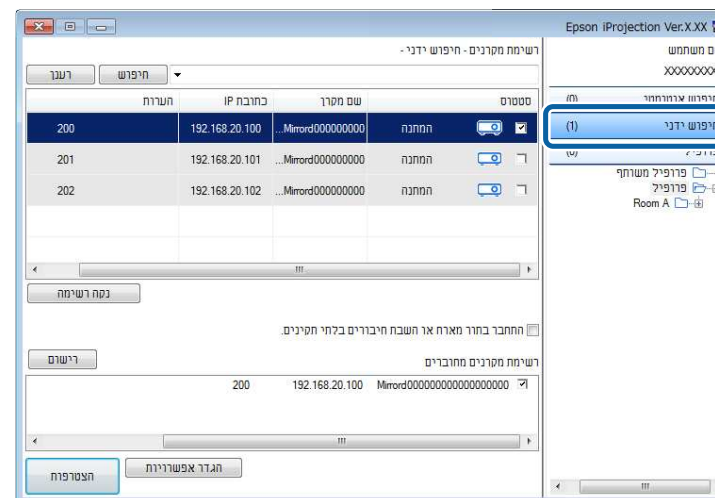 Epson iProjection Ver.X.XX
משתמש
חיפוש ידני (1)
פרופיל משותף
פרופיל
Room A
רשימת מקרנים - חיפוש ידני -
חיפוש רענן
סטטוס שם מקרן כתובת IP הערות
המתנה Mirrord000000000... 192.168.20.100 200
המתנה Mirrord000000000... 192.168.20.101 201
המתנה Mirrord000000000... 192.168.20.102 202
נקה רשימה
התחבר בתור מארח או השבת חיבורים בלתי תקינים.
רשימת מקרנים מחוברים רישום
Mirrord00000000000000000000 192.168.20.100 200
הגדר אפשרויות
הצטרפות